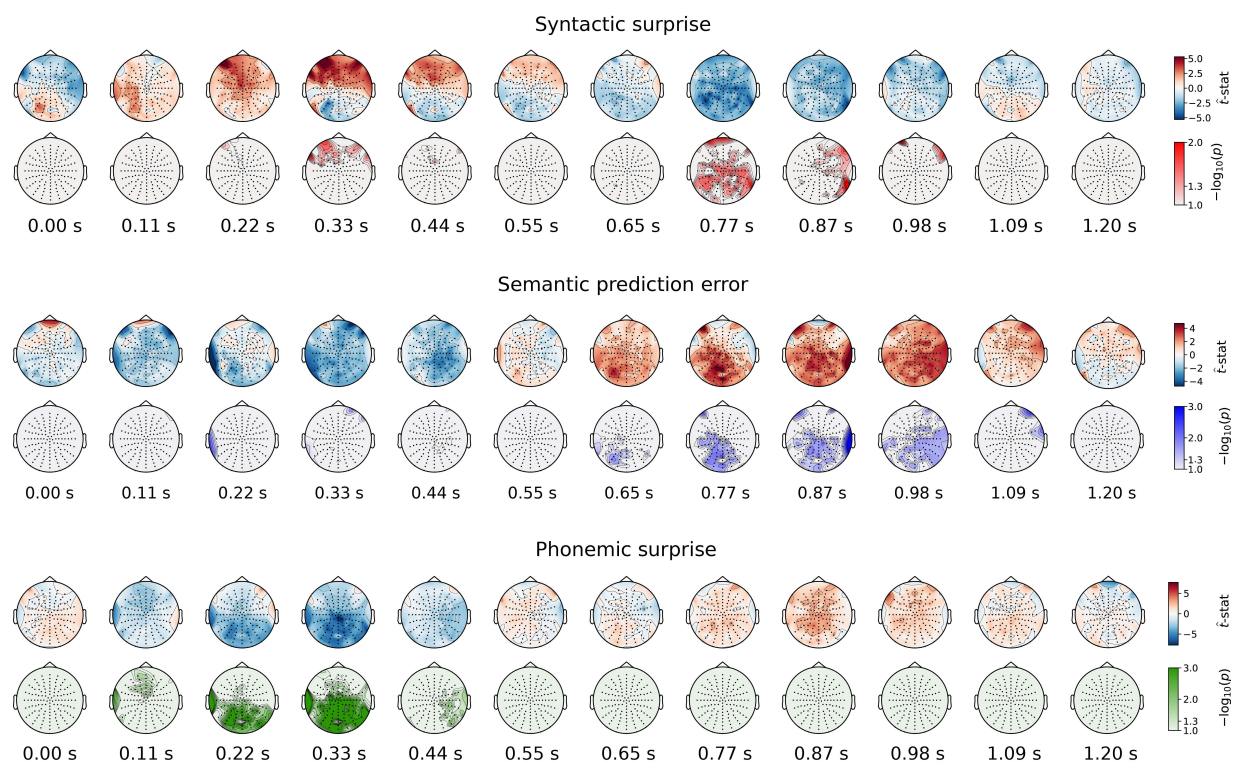 Syntactic surprise
5.0
2.5
0.0
−2.5
−5.0
t̂-stat
2.0
1.3
1.0
−log10(p)
0.00 s 0.11 s 0.22 s 0.33 s 0.44 s 0.55 s 0.65 s 0.77 s 0.87 s 0.98 s 1.09 s 1.20 s
Semantic prediction error
4
2
0
−2
−4
t̂-stat
3.0
2.0
1.3
1.0
−log10(p)
0.00 s 0.11 s 0.22 s 0.33 s 0.44 s 0.55 s 0.65 s 0.77 s 0.87 s 0.98 s 1.09 s 1.20 s
Phonemic surprise
5
0
−5
t̂-stat
3.0
2.0
1.3
1.0
−log10(p)
0.00 s 0.11 s 0.22 s 0.33 s 0.44 s 0.55 s 0.65 s 0.77 s 0.87 s 0.98 s 1.09 s 1.20 s